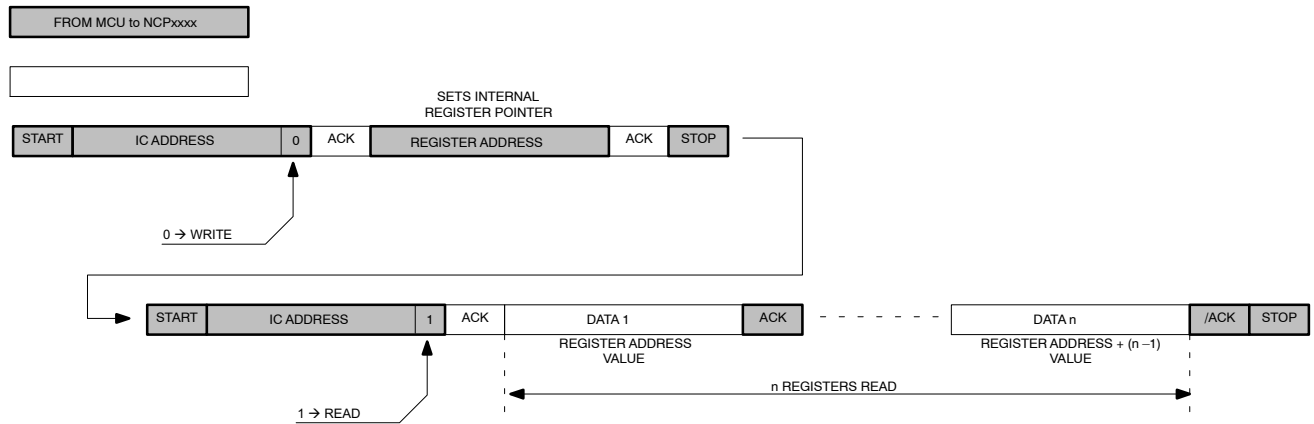 FROM MCU to NCPxxxx
SETS INTERNAL
REGISTER POINTER
START IC ADDRESS 0 ACK REGISTER ADDRESS ACK STOP
0 → WRITE
START IC ADDRESS 1 ACK DATA 1 ACK DATA n /ACK STOP
REGISTER ADDRESS REGISTER ADDRESS + (n –1)
VALUE VALUE
n REGISTERS READ
1 → READ